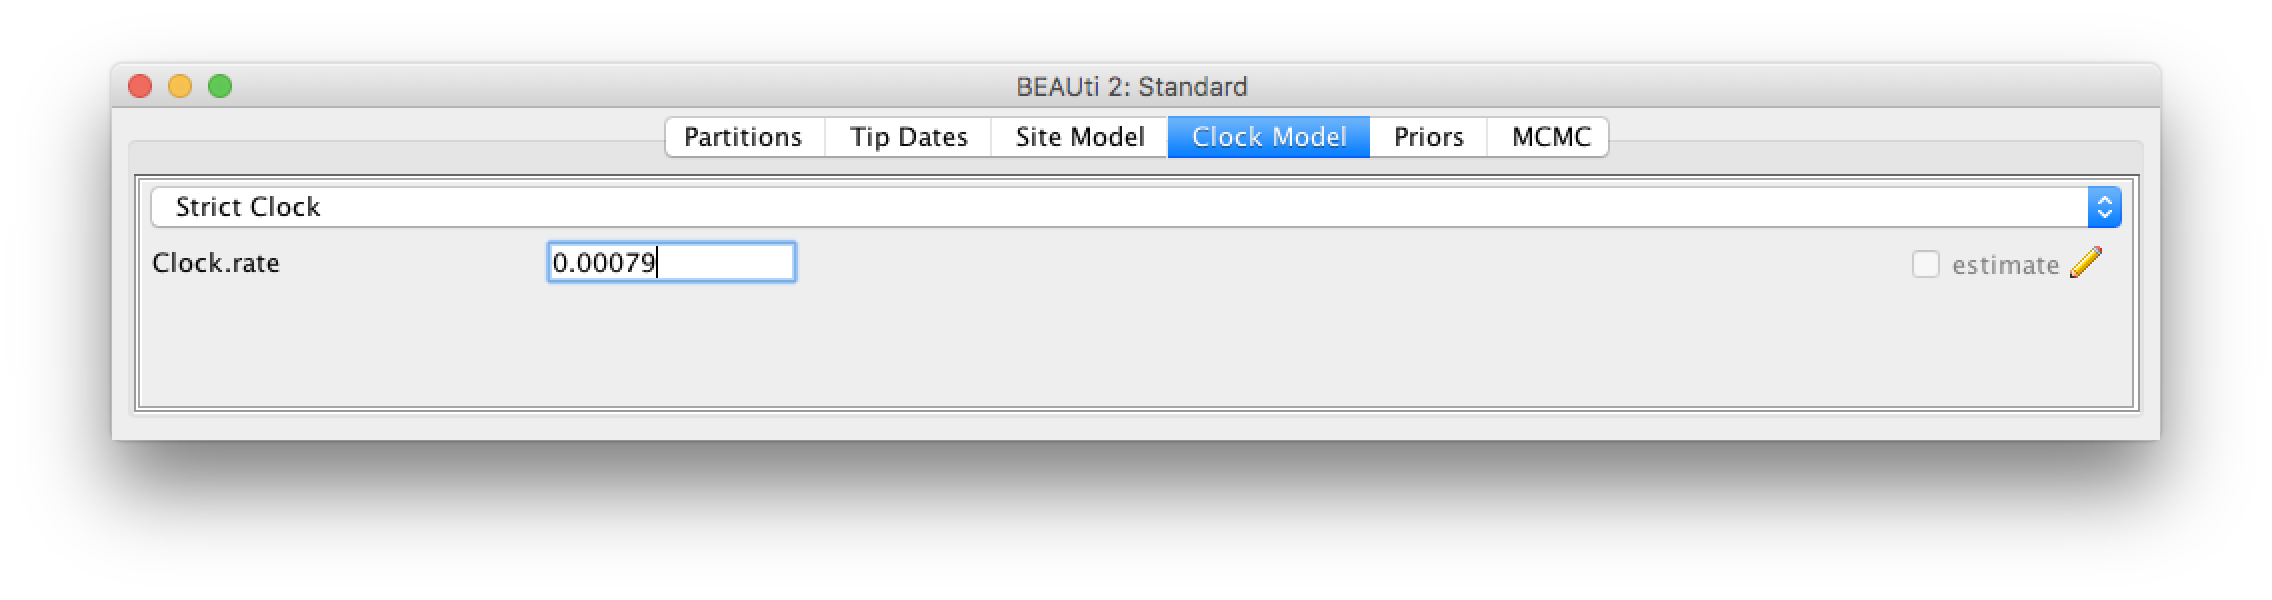 BEAUti 2: Standard
Partitions Tip Dates Site Model Clock Model Priors MCMC
Strict Clock
Clock.rate 0.00079 estimate